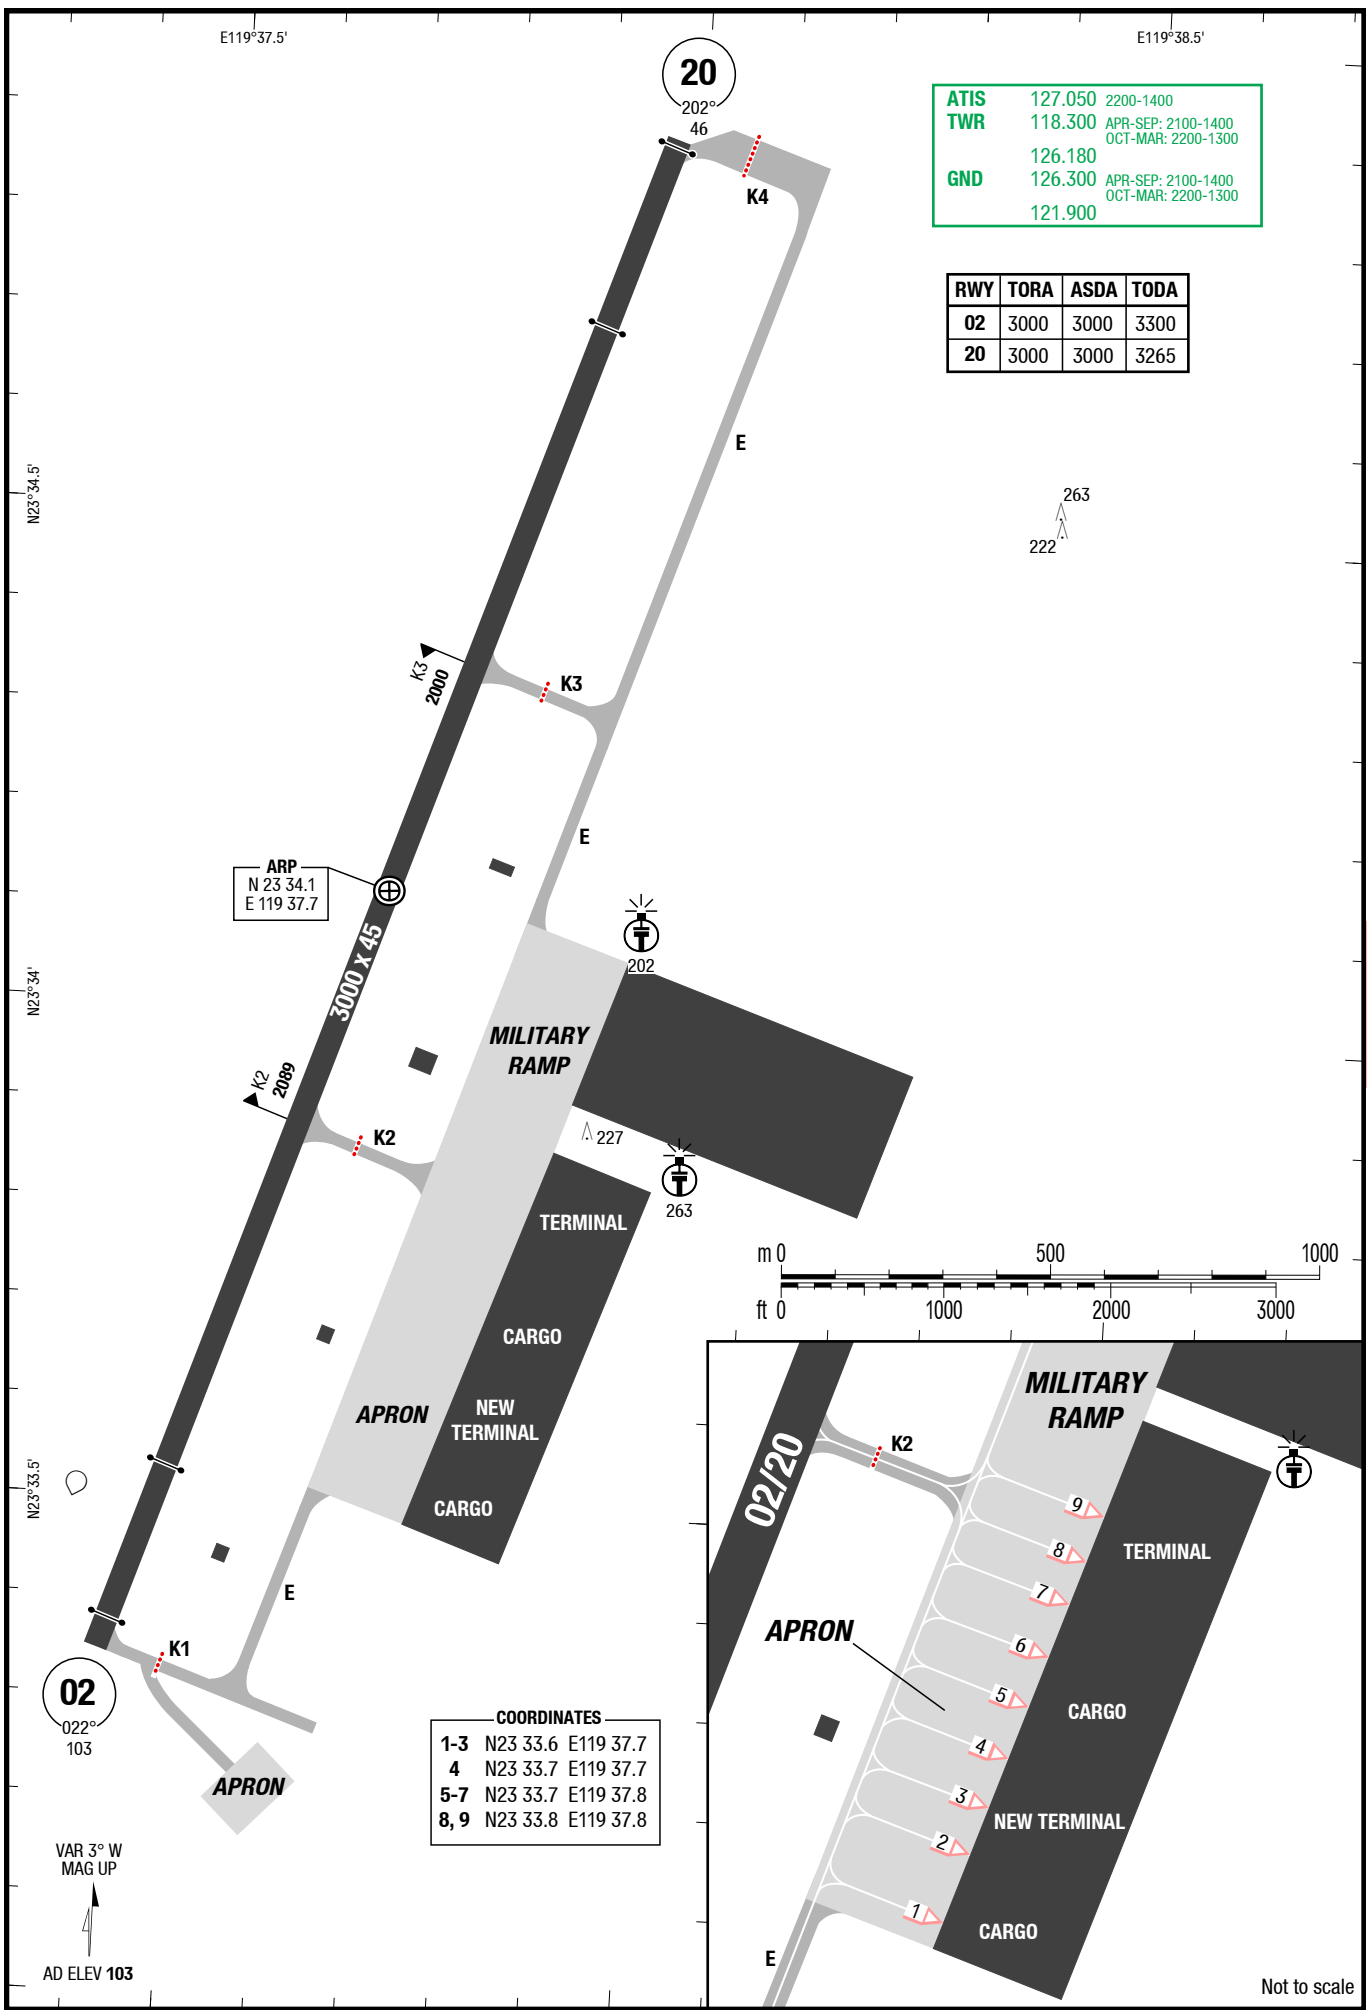 E119°37.5'
E119°38.5'
20
202°
46
ATIS 127.050 2200-1400
TWR 118.300 APR-SEP: 2100-1400
OCT-MAR: 2200-1300
126.180
GND 126.300 APR-SEP: 2100-1400
OCT-MAR: 2200-1300
121.900
K4
RWY TORA ASDA TODA
02 3000 3000 3300
20 3000 3000 3265
E
N23°34.5'
263
222
K3
2000
K3
E
ARP
N 23 34.1
E 119 37.7
3000 x 45
202
N23°34'
MILITARY
RAMP
K2
2089
K2
227
263
TERMINAL
CARGO
APRON
NEW
TERMINAL
CARGO
N23°33.5'
E
K1
02
022°
103
APRON
m 0 500 1000
ft 0 1000 2000 3000
COORDINATES
1-3 N23 33.6 E119 37.7
4 N23 33.7 E119 37.7
5-7 N23 33.7 E119 37.8
8, 9 N23 33.8 E119 37.8
VAR 3° W
MAG UP
AD ELEV 103
MILITARY
RAMP
K2
02/20
9
8
TERMINAL
7
APRON
6
5
CARGO
4
3
NEW TERMINAL
2
1
CARGO
E
Not to scale